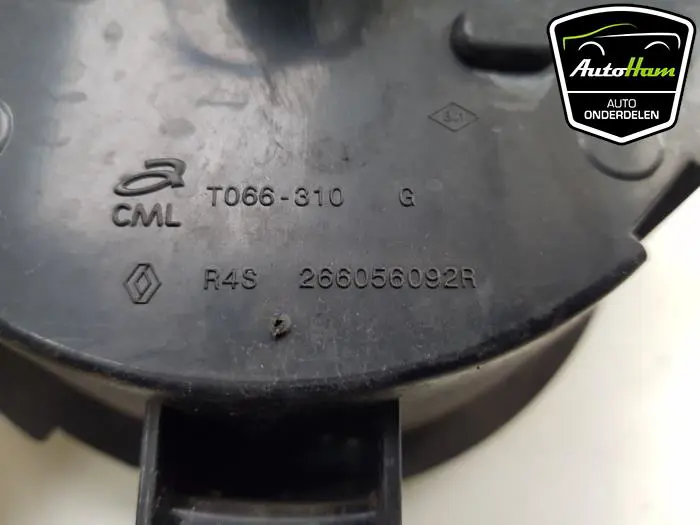 AutoHam
AUTO
ONDERDELEN
CML T066-310 G
R4S 266056092R